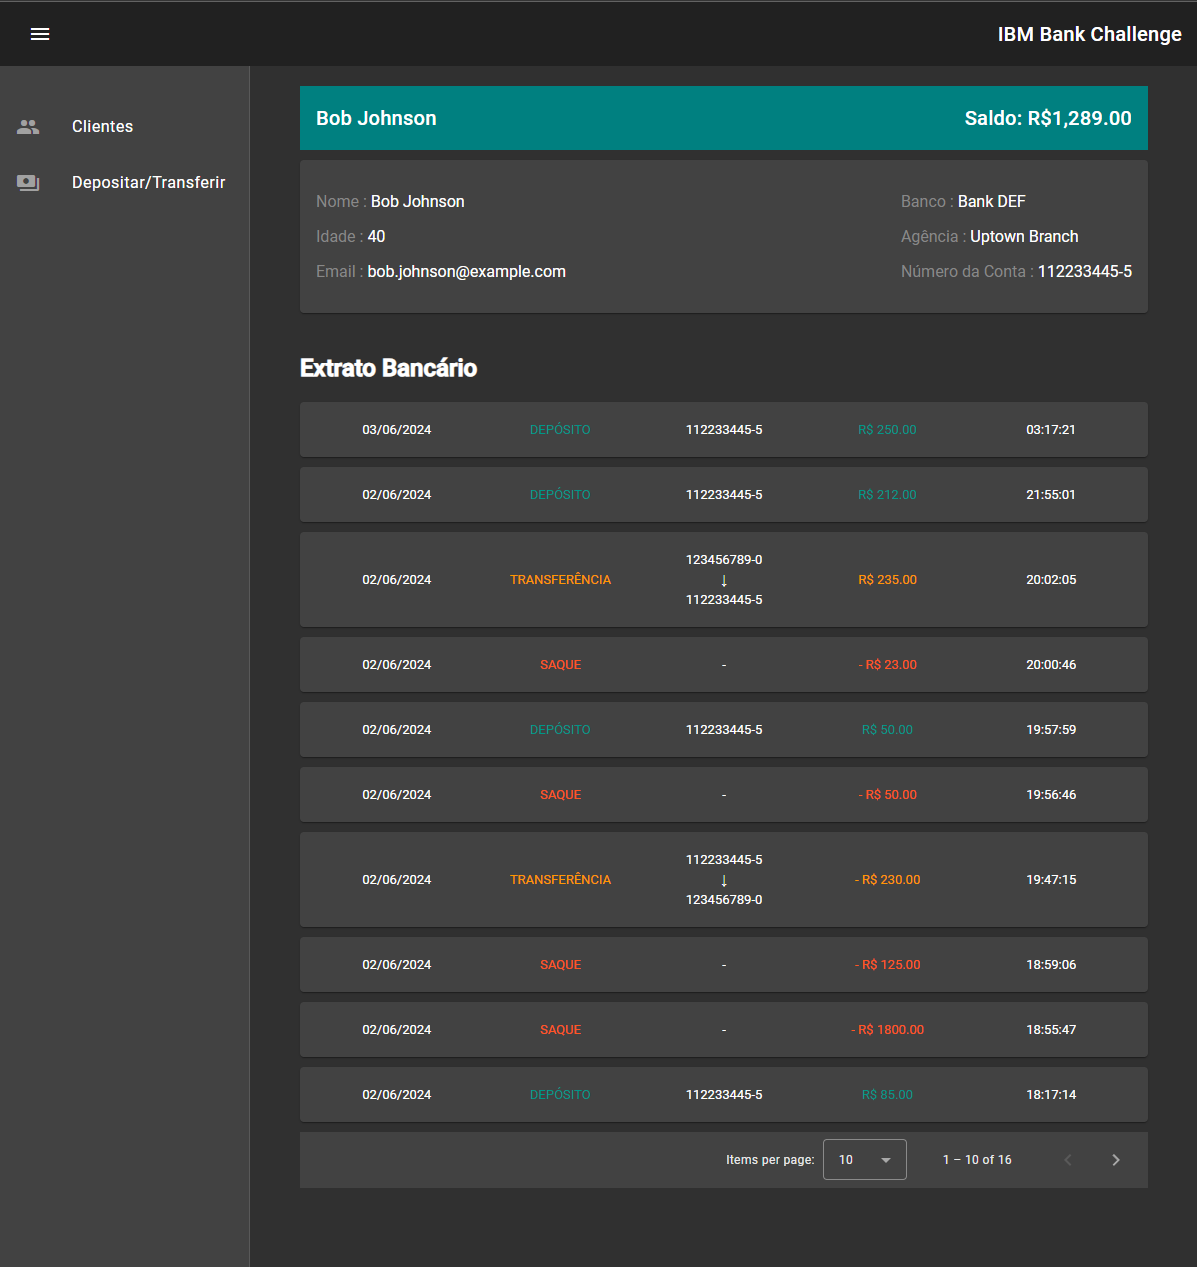 IBM Bank Challenge
Clientes
Depositar/Transferir
Bob Johnson Saldo: R$1,289.00
Nome : Bob Johnson
Idade : 40
Email : bob.johnson@example.com
Banco : Bank DEF
Agência : Uptown Branch
Número da Conta : 112233445-5
Extrato Bancário
03/06/2024 DEPÓSITO 112233445-5 R$ 250.00 03:17:21
02/06/2024 DEPÓSITO 112233445-5 R$ 212.00 21:55:01
02/06/2024 TRANSFERÊNCIA 123456789-0 ↓ 112233445-5 R$ 235.00 20:02:05
02/06/2024 SAQUE - - R$ 23.00 20:00:46
02/06/2024 DEPÓSITO 112233445-5 R$ 50.00 19:57:59
02/06/2024 SAQUE - - R$ 50.00 19:56:46
02/06/2024 TRANSFERÊNCIA 112233445-5 ↓ 123456789-0 - R$ 230.00 19:47:15
02/06/2024 SAQUE - - R$ 125.00 18:59:06
02/06/2024 SAQUE - - R$ 1800.00 18:55:47
02/06/2024 DEPÓSITO 112233445-5 R$ 85.00 18:17:14
Items per page: 10 1 – 10 of 16